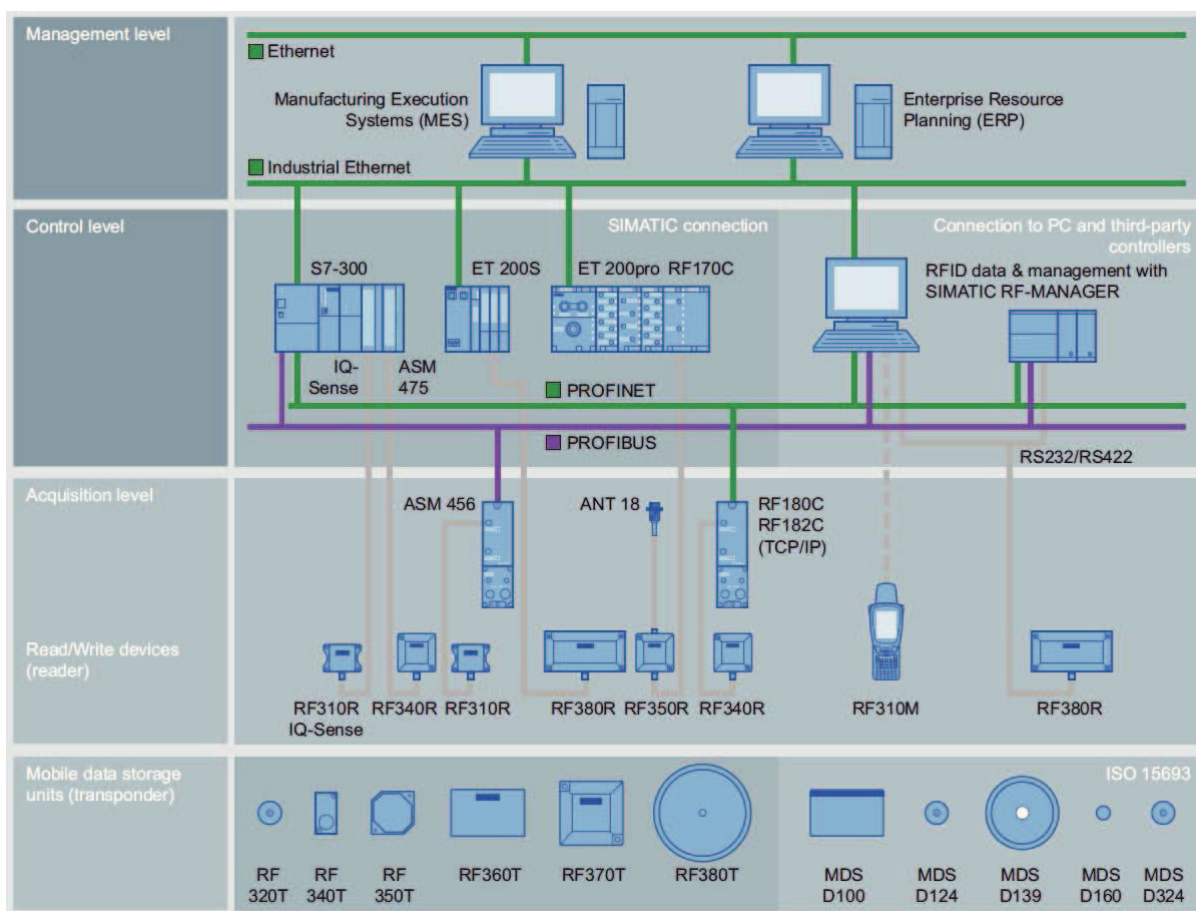 Management level
Ethernet
Manufacturing Execution
Systems (MES)
Enterprise Resource
Planning (ERP)
Industrial Ethernet
Control level
SIMATIC connection
Connection to PC and third-party
controllers
S7-300
ET 200S
ET 200pro RF170C
RFID data & management with
SIMATIC RF-MANAGER
IQ-
Sense
ASM
475
PROFINET
PROFIBUS
RS232/RS422
Acquisition level
ASM 456
ANT 18
RF180C
RF182C
(TCP/IP)
Read/Write devices
(reader)
RF310R
IQ-Sense
RF340R
RF310R
RF380R
RF350R
RF340R
RF310M
RF380R
Mobile data storage
units (transponder)
ISO 15693
RF
320T
RF
340T
RF
350T
RF360T
RF370T
RF380T
MDS
D100
MDS
D124
MDS
D139
MDS
D160
MDS
D324